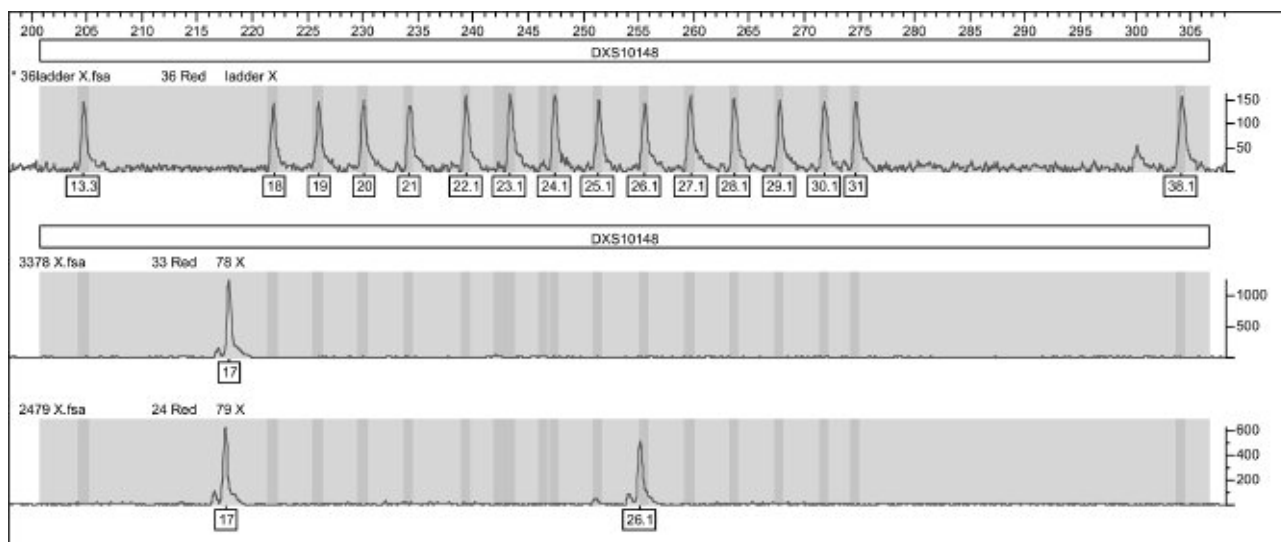 200 205 210 215 220 225 230 235 240 245 250 255 260 265 270 275 280 285 290 295 300 305
DXS10148
* 36ladder X.fsa 36 Red ladder X
150
100
50
13.3 18 19 20 21 22.1 23.1 24.1 25.1 26.1 27.1 28.1 29.1 30.1 31 38.1
DXS10148
3378 X.fsa 33 Red 78 X
1000
500
17
2479 X.fsa 24 Red 79 X
600
400
200
17 26.1